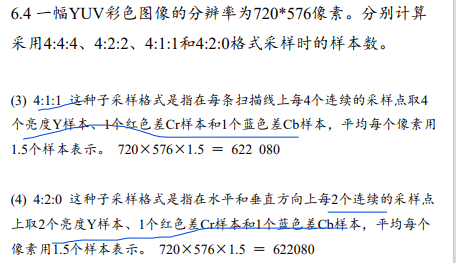 6.4 一幅YUV彩色图像的分辨率为720*576像素。分别计算
采用4:4:4、4:2:2、4:1:1和4:2:0格式采样时的样本数。
(3) 4:1:1 这种子采样格式是指在每条扫描线上每4个连续的采样点取4
个亮度Y样本、1个红色差Cr样本和1个蓝色差Cb样本，平均每个像素用
1.5个样本表示。 720×576×1.5 = 622 080
(4) 4:2:0 这种子采样格式是指在水平和垂直方向上每2个连续的采样点
上取2个亮度Y样本、1个红色差Cr样本和1个蓝色差Cb样本，平均每个
像素用1.5个样本表示。 720×576×1.5 = 622080